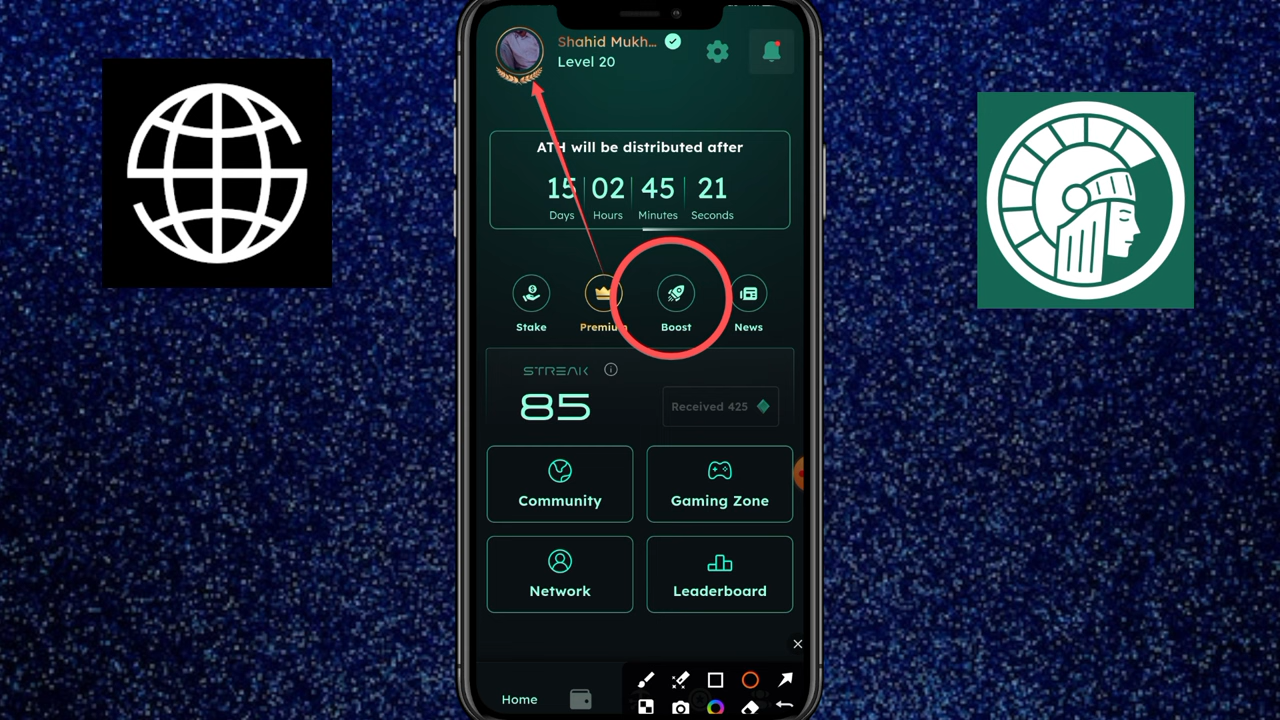 Shahid Mukh...
Level 20
ATH will be distributed after
15 02 45 21
Days Hours Minutes Seconds
Stake Premium Boost News
STREAK
85
Received 425
Community Gaming Zone
Network Leaderboard
Home